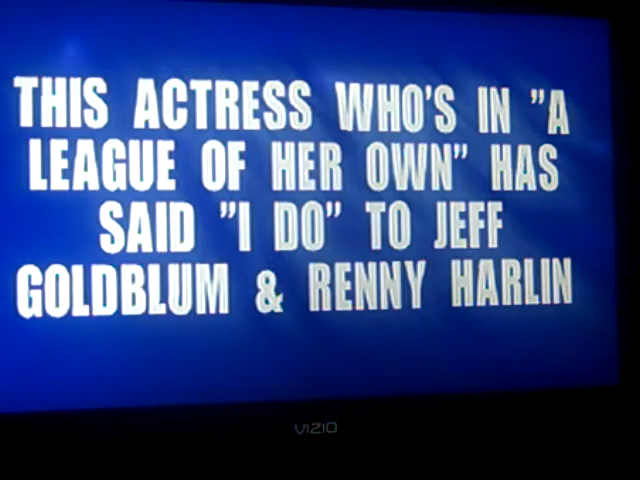 THIS ACTRESS WHO'S IN "A
LEAGUE OF HER OWN" HAS
SAID "I DO" TO JEFF
GOLDBLUM & RENNY HARLIN
VIZIO